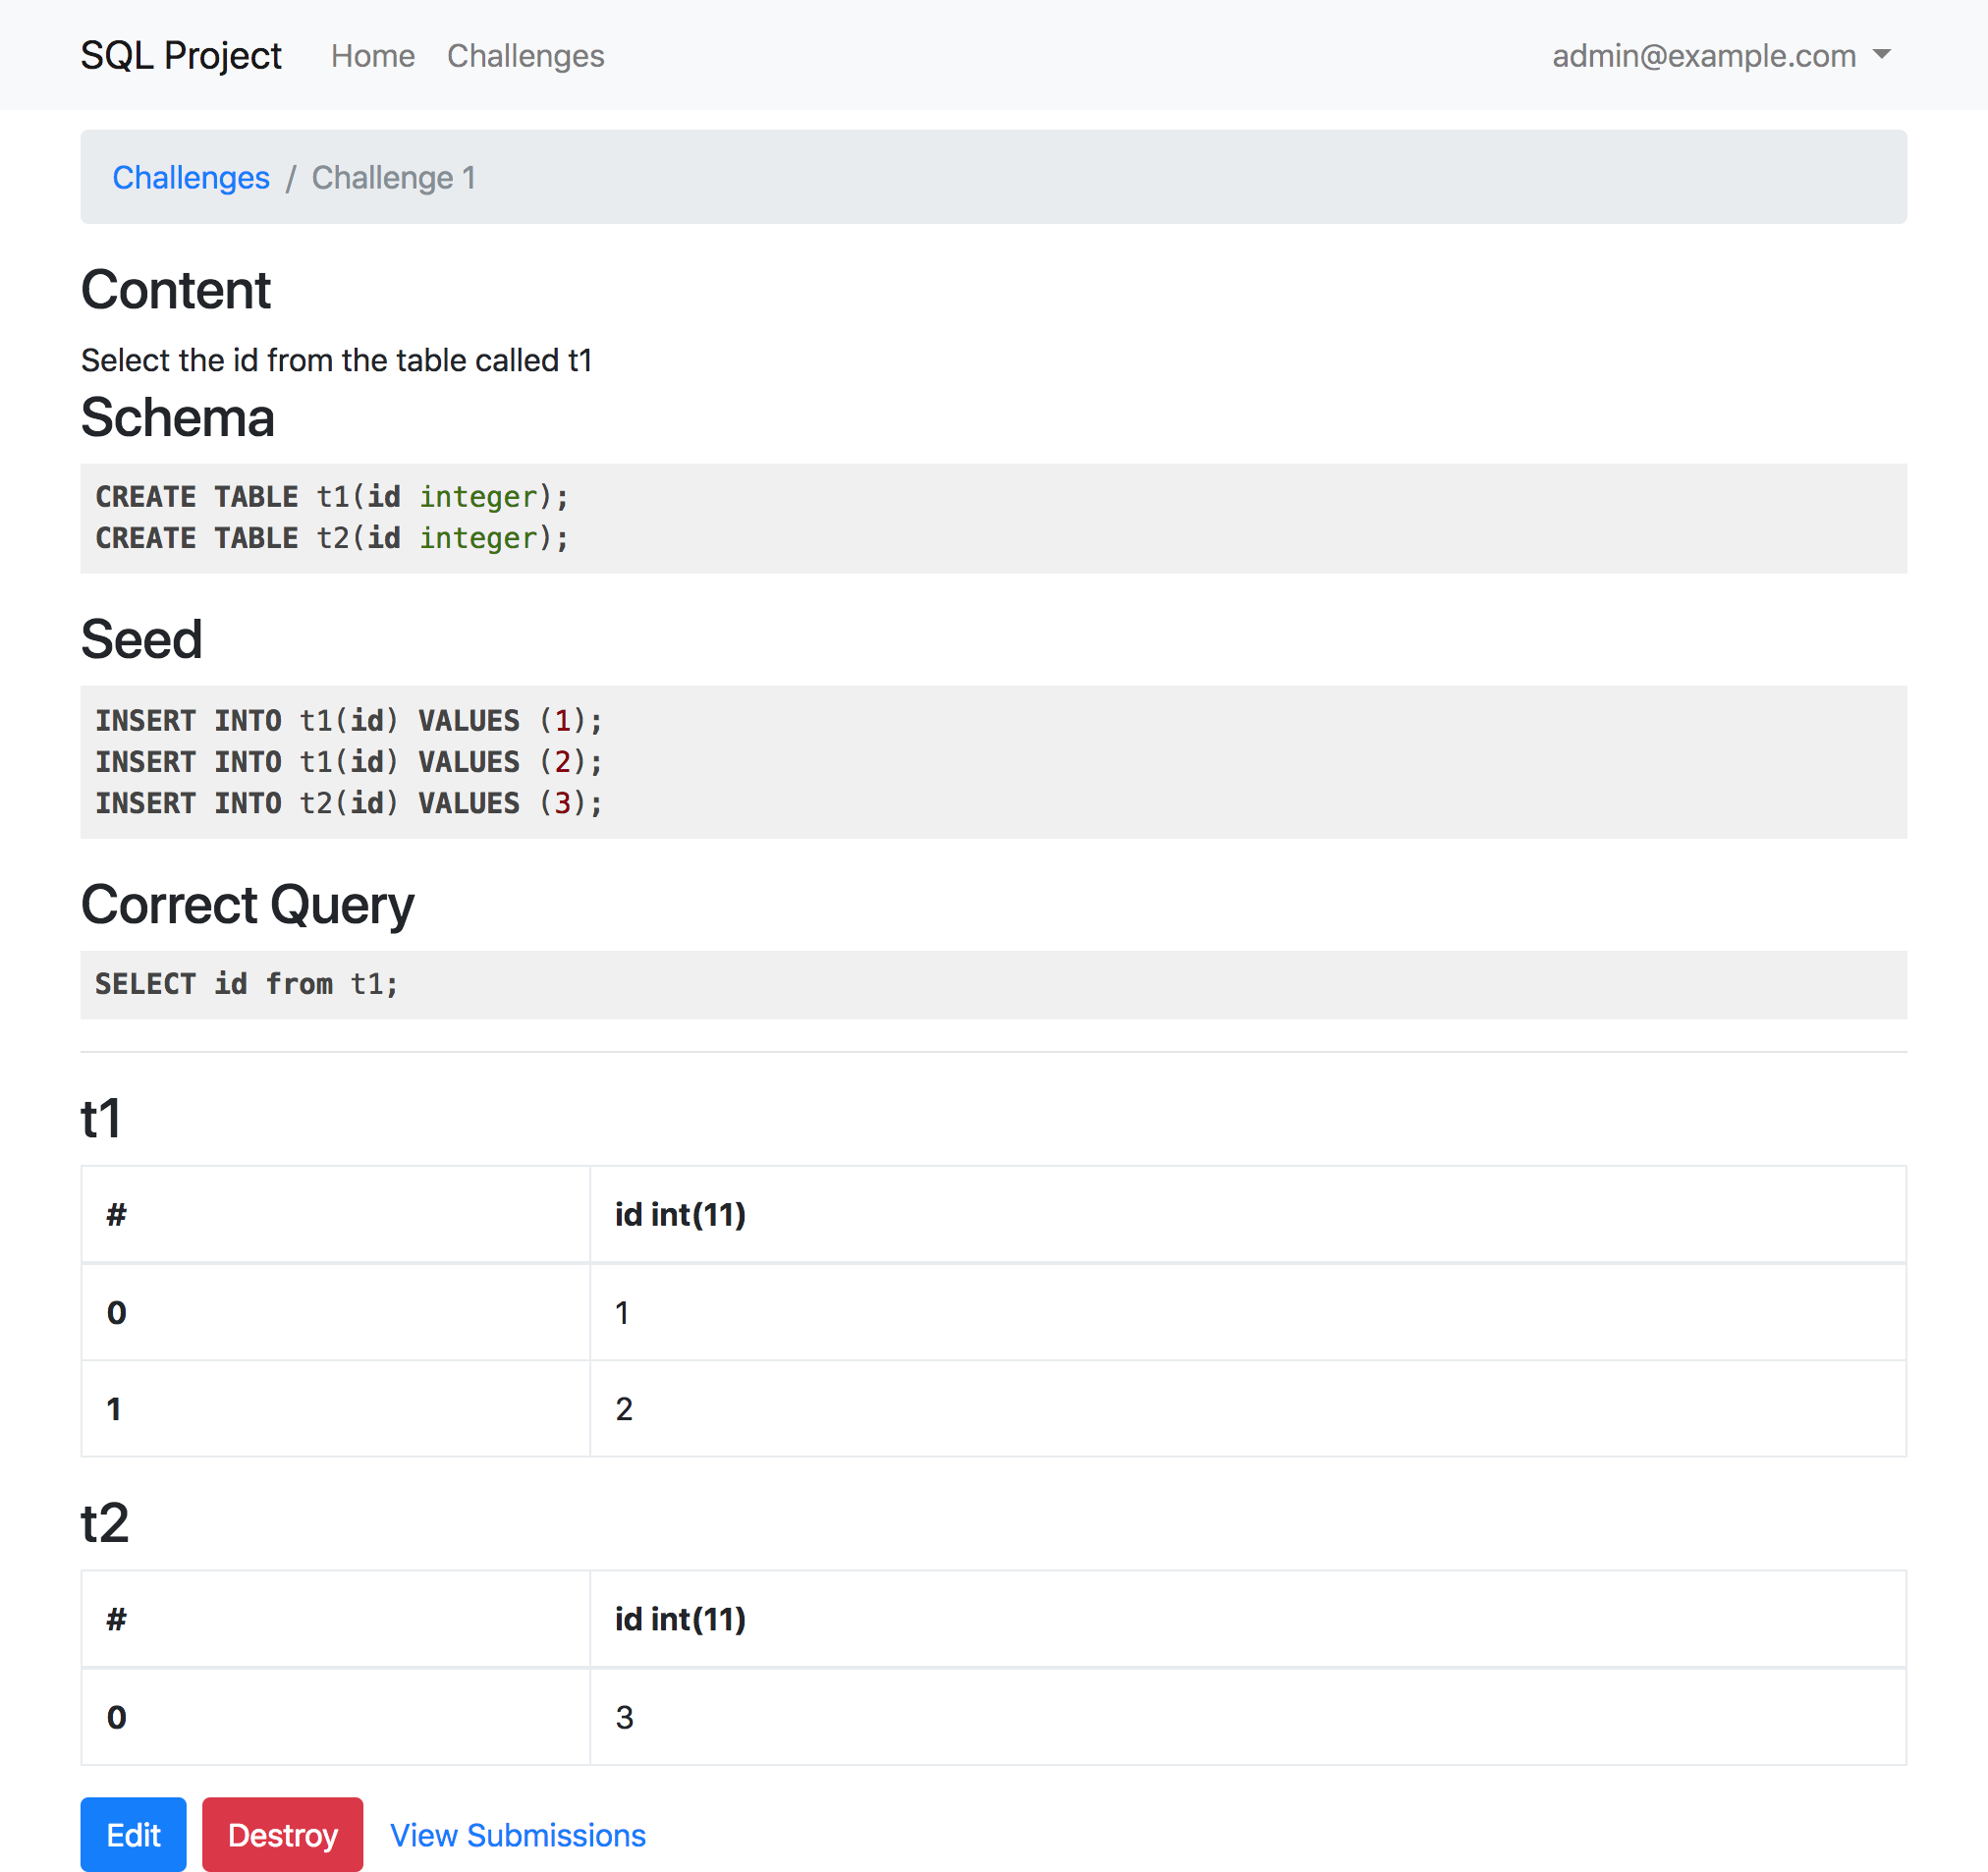 SQL Project Home Challenges admin@example.com
Challenges / Challenge 1
Content
Select the id from the table called t1
Schema
CREATE TABLE t1(id integer);
CREATE TABLE t2(id integer);
Seed
INSERT INTO t1(id) VALUES (1);
INSERT INTO t1(id) VALUES (2);
INSERT INTO t2(id) VALUES (3);
Correct Query
SELECT id from t1;
t1
# id int(11)
0 1
1 2
t2
# id int(11)
0 3
Edit Destroy View Submissions